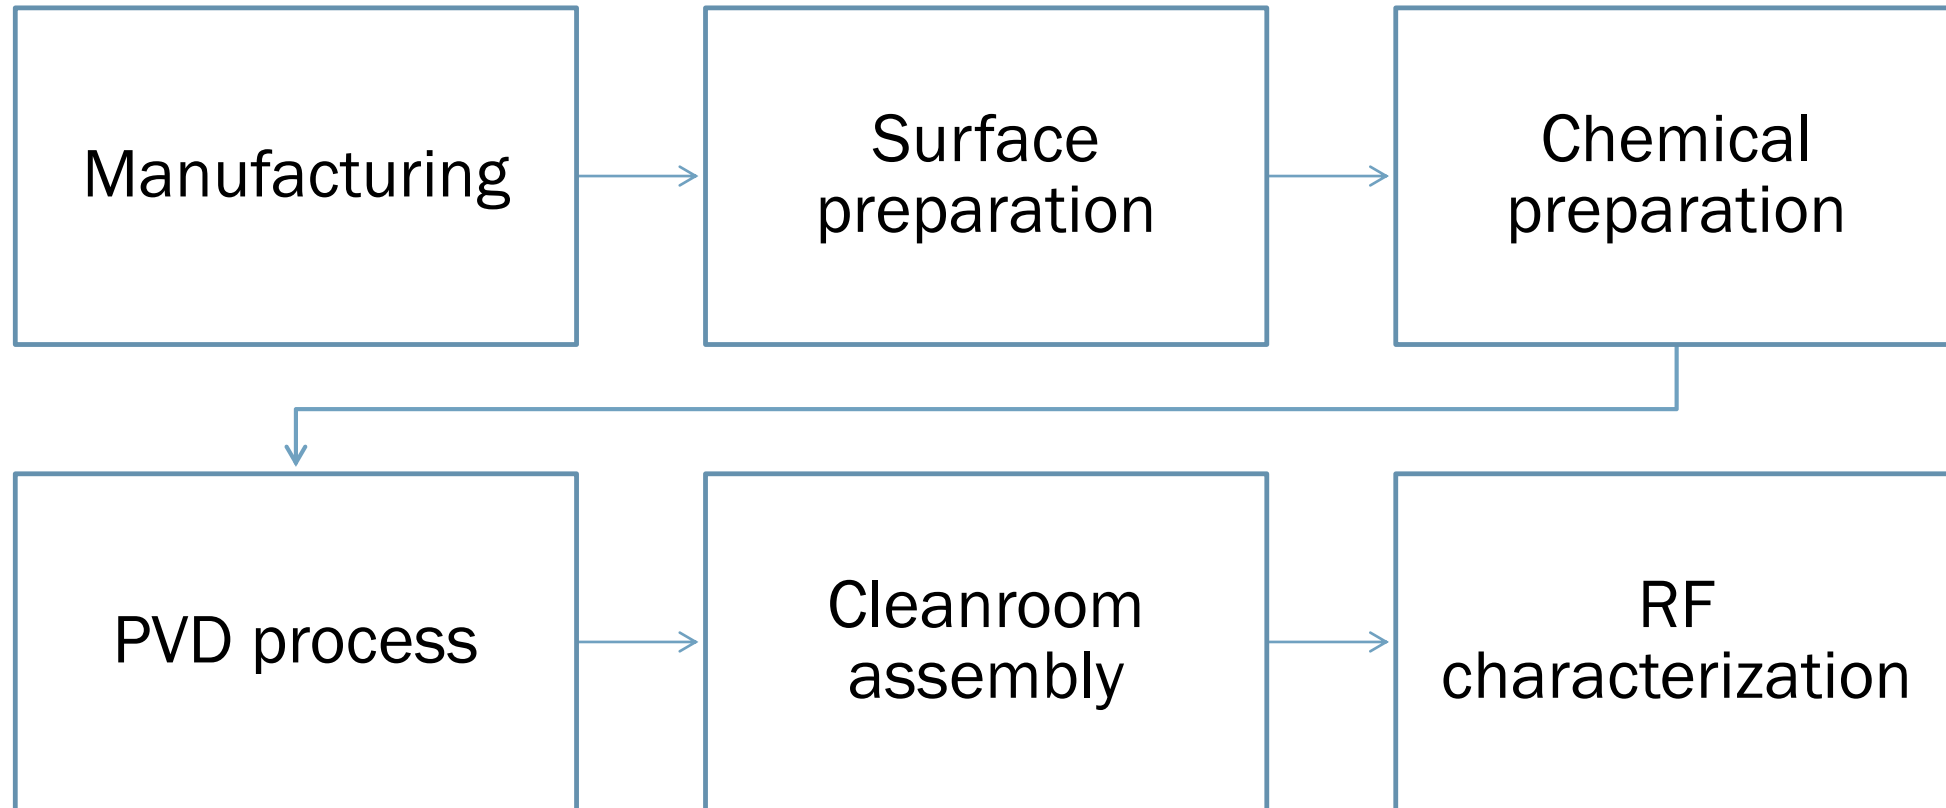 Manufacturing
Surface
preparation
Chemical
preparation
PVD process
Cleanroom
assembly
RF
characterization